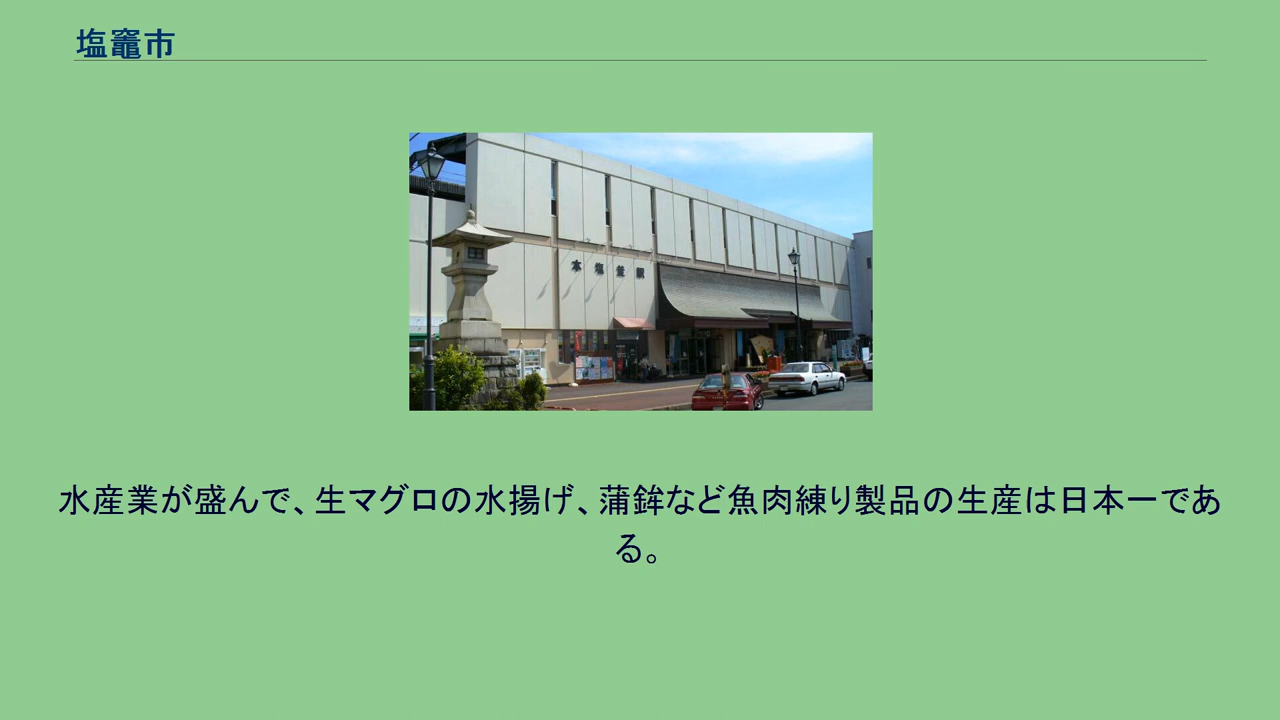 塩竈市
本塩釜駅
水産業が盛んで、生マグロの水揚げ、蒲鉾など魚肉練り製品の生産は日本一であ
る。